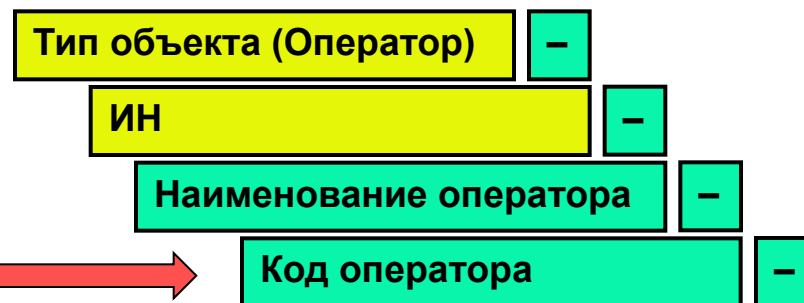 Тип объекта (Оператор) –
ИН –
Наименование оператора –
Код оператора –